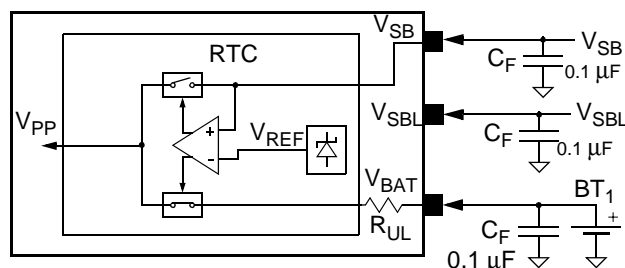 V_SB
RTC
V_SB
C_F
0.1 μF
V_PP
+
-
V_REF
V_SBL
V_SBL
C_F
0.1 μF
V_BAT
R_UL
BT_1
+
C_F
0.1 μF